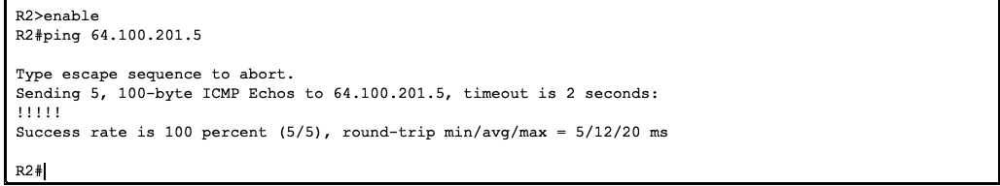 R2>enable
R2#ping 64.100.201.5
Type escape sequence to abort.
Sending 5, 100-byte ICMP Echos to 64.100.201.5, timeout is 2 seconds:
!!!!!
Success rate is 100 percent (5/5), round-trip min/avg/max = 5/12/20 ms
R2#